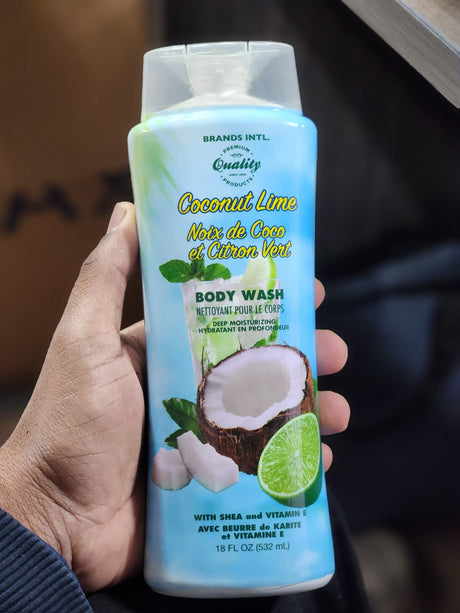 BRANDS INTL.
PREMIUM
Quality
PRODUCTS
Coconut Lime
Noix de Coco
et Citron Vert
BODY WASH
NETTOYANT POUR LE CORPS
DEEP MOISTURIZING
HYDRATANT EN PROFONDEUR
WITH SHEA and VITAMIN E
AVEC BEURRE de KARITE
et VITAMINE E
18 FL OZ (532 mL)